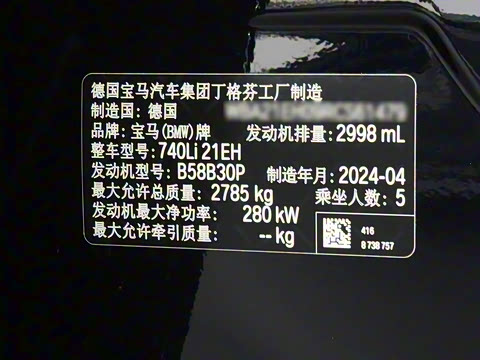 德国宝马汽车集团丁格芬工厂制造
制造国: 德国
品牌: 宝马(BMW)牌 发动机排量: 2998 mL
整车型号: 740Li 21EH
发动机型号: B58B30P 制造年月: 2024-04
最大允许总质量: 2785 kg 乘坐人数: 5
发动机最大净功率: 280 kW
最大允许牵引质量: -- kg
416
8 738 757